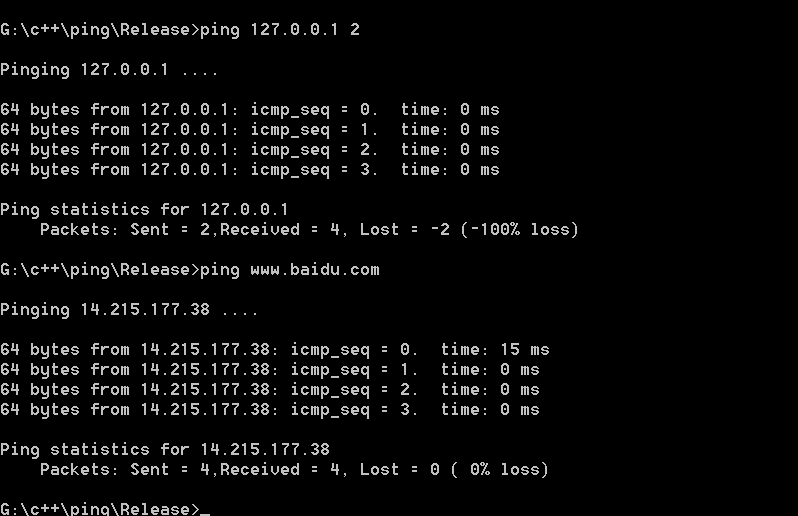 G:\c++\ping\Release>ping 127.0.0.1 2
Pinging 127.0.0.1 ....
64 bytes from 127.0.0.1: icmp_seq = 0.  time: 0 ms
64 bytes from 127.0.0.1: icmp_seq = 1.  time: 0 ms
64 bytes from 127.0.0.1: icmp_seq = 2.  time: 0 ms
64 bytes from 127.0.0.1: icmp_seq = 3.  time: 0 ms
Ping statistics for 127.0.0.1
    Packets: Sent = 2,Received = 4, Lost = -2 (-100% loss)
G:\c++\ping\Release>ping www.baidu.com
Pinging 14.215.177.38 ....
64 bytes from 14.215.177.38: icmp_seq = 0.  time: 15 ms
64 bytes from 14.215.177.38: icmp_seq = 1.  time: 0 ms
64 bytes from 14.215.177.38: icmp_seq = 2.  time: 0 ms
64 bytes from 14.215.177.38: icmp_seq = 3.  time: 0 ms
Ping statistics for 14.215.177.38
    Packets: Sent = 4,Received = 4, Lost = 0 ( 0% loss)
G:\c++\ping\Release>_